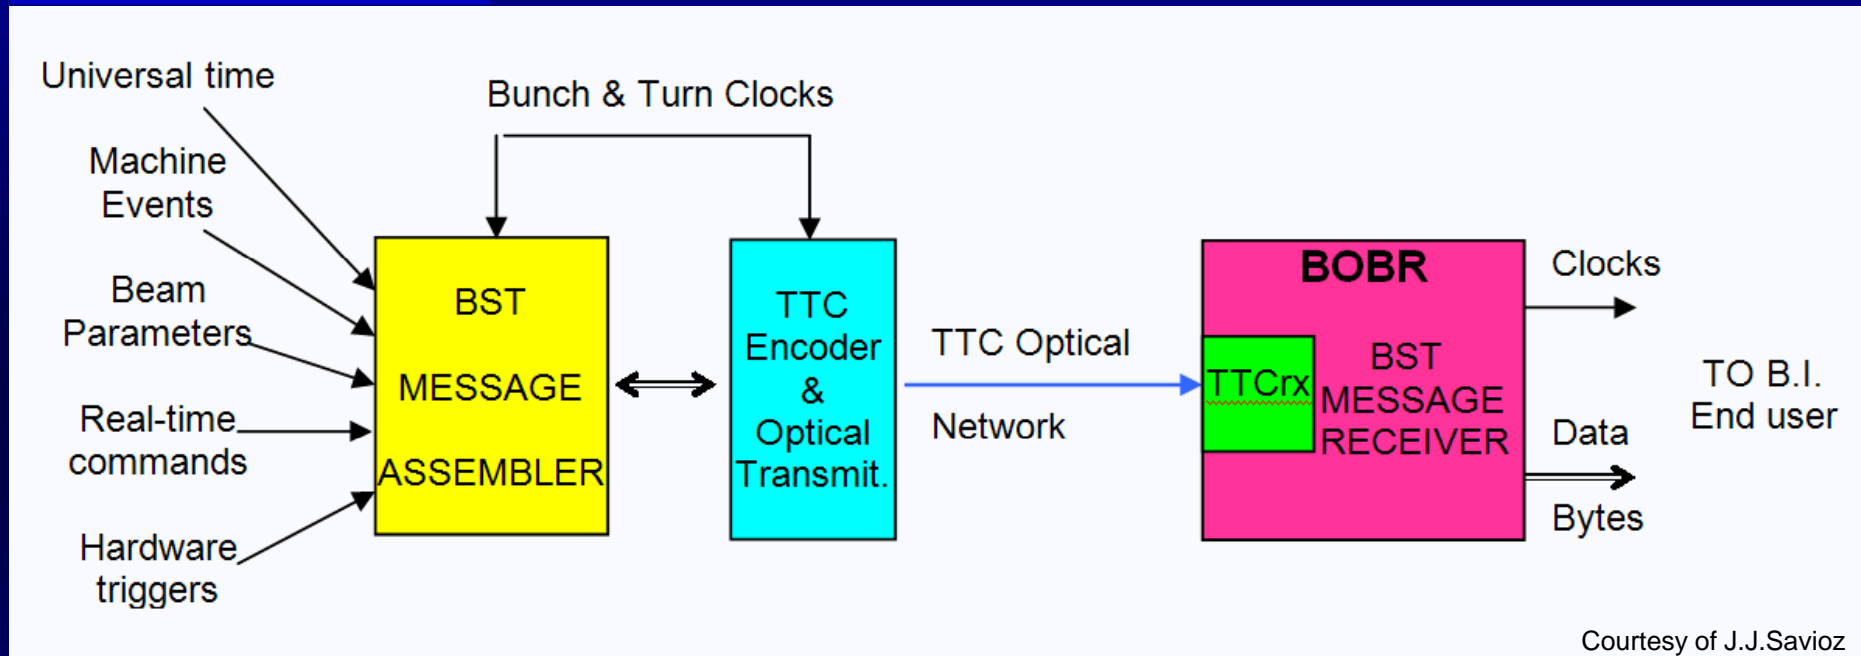 Universal time
Machine
Events
Beam
Parameters
Real-time
commands
Hardware
triggers
Bunch & Turn Clocks
BST
MESSAGE
ASSEMBLER
TTC
Encoder
&
Optical
Transmit.
TTC Optical
Network
BOBR
TTCrx
BST
MESSAGE
RECEIVER
Clocks
Data
Bytes
TO B.I.
End user
Courtesy of J.J.Savioz